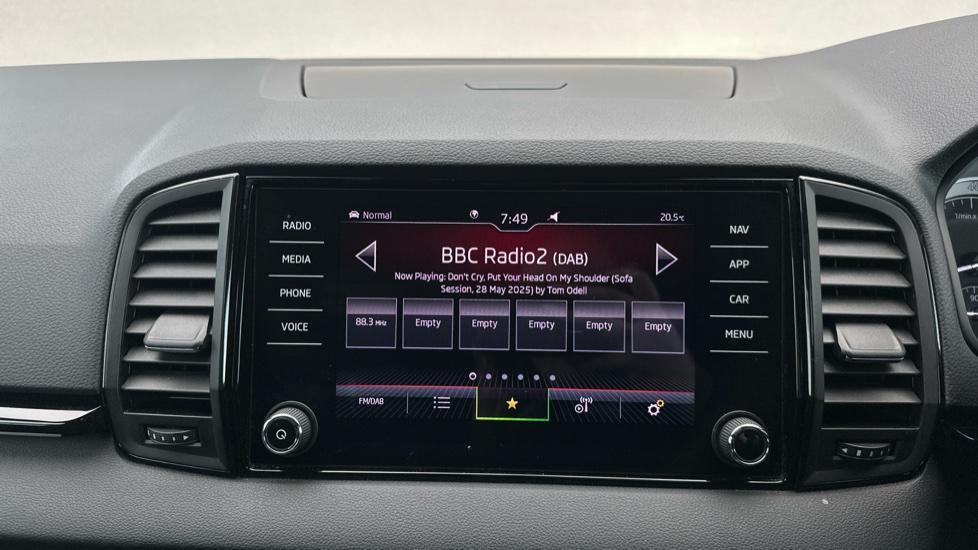 Normal
7:49
20.5°C
RADIO
MEDIA
PHONE
VOICE
BBC Radio2 (DAB)
Now Playing: Don't Cry, Put Your Head On My Shoulder (Sofa
Session, 28 May 2025) by Tom Odell
88.3 MHz
Empty
Empty
Empty
Empty
Empty
FM/DAB
NAV
APP
CAR
MENU
1/min x